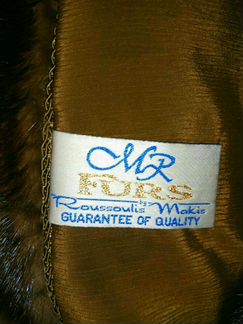 MR
FURS
Roussoulis by Makis
GUARANTEE OF QUALITY